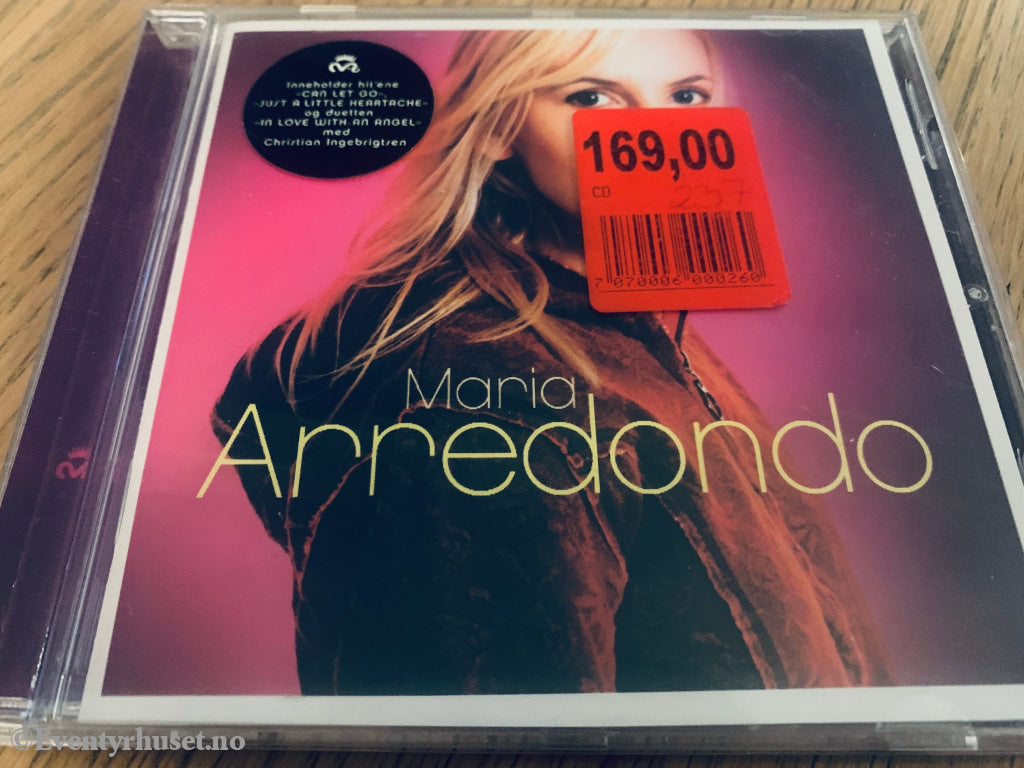 Inneholder hit'ene
"CAN LET GO",
"JUST A LITTLE HEARTACHE"
og duetten
"IN LOVE WITH AN ANGEL"
med
Christian Ingebrigtsen
169,00
CD
237
7 070006 000260
Maria
Arredondo
©Eventyrhuset.no